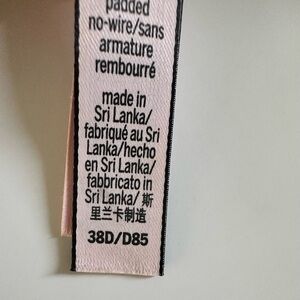 padded
no-wire/sans
armature
rembourré
made in
Sri Lanka/
fabriqué au Sri
Lanka/hecho
en Sri Lanka/
fabbricato in
Sri Lanka/ 斯
里兰卡制造
38D/D85